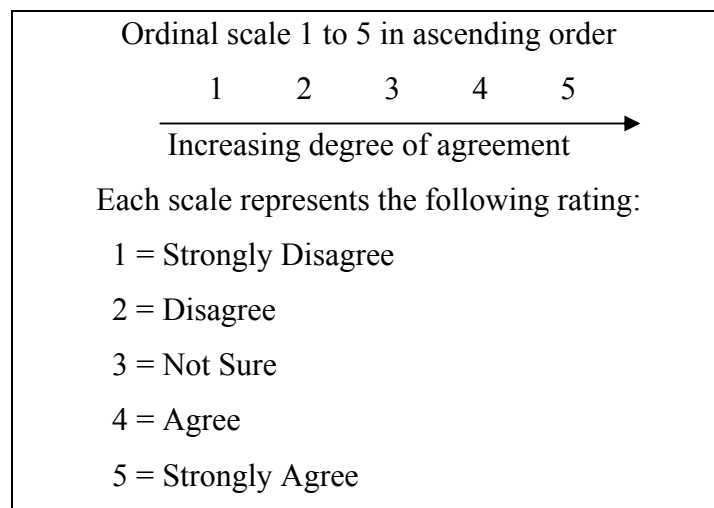 Ordinal scale 1 to 5 in ascending order
1 2 3 4 5
Increasing degree of agreement
Each scale represents the following rating:
1 = Strongly Disagree
2 = Disagree
3 = Not Sure
4 = Agree
5 = Strongly Agree